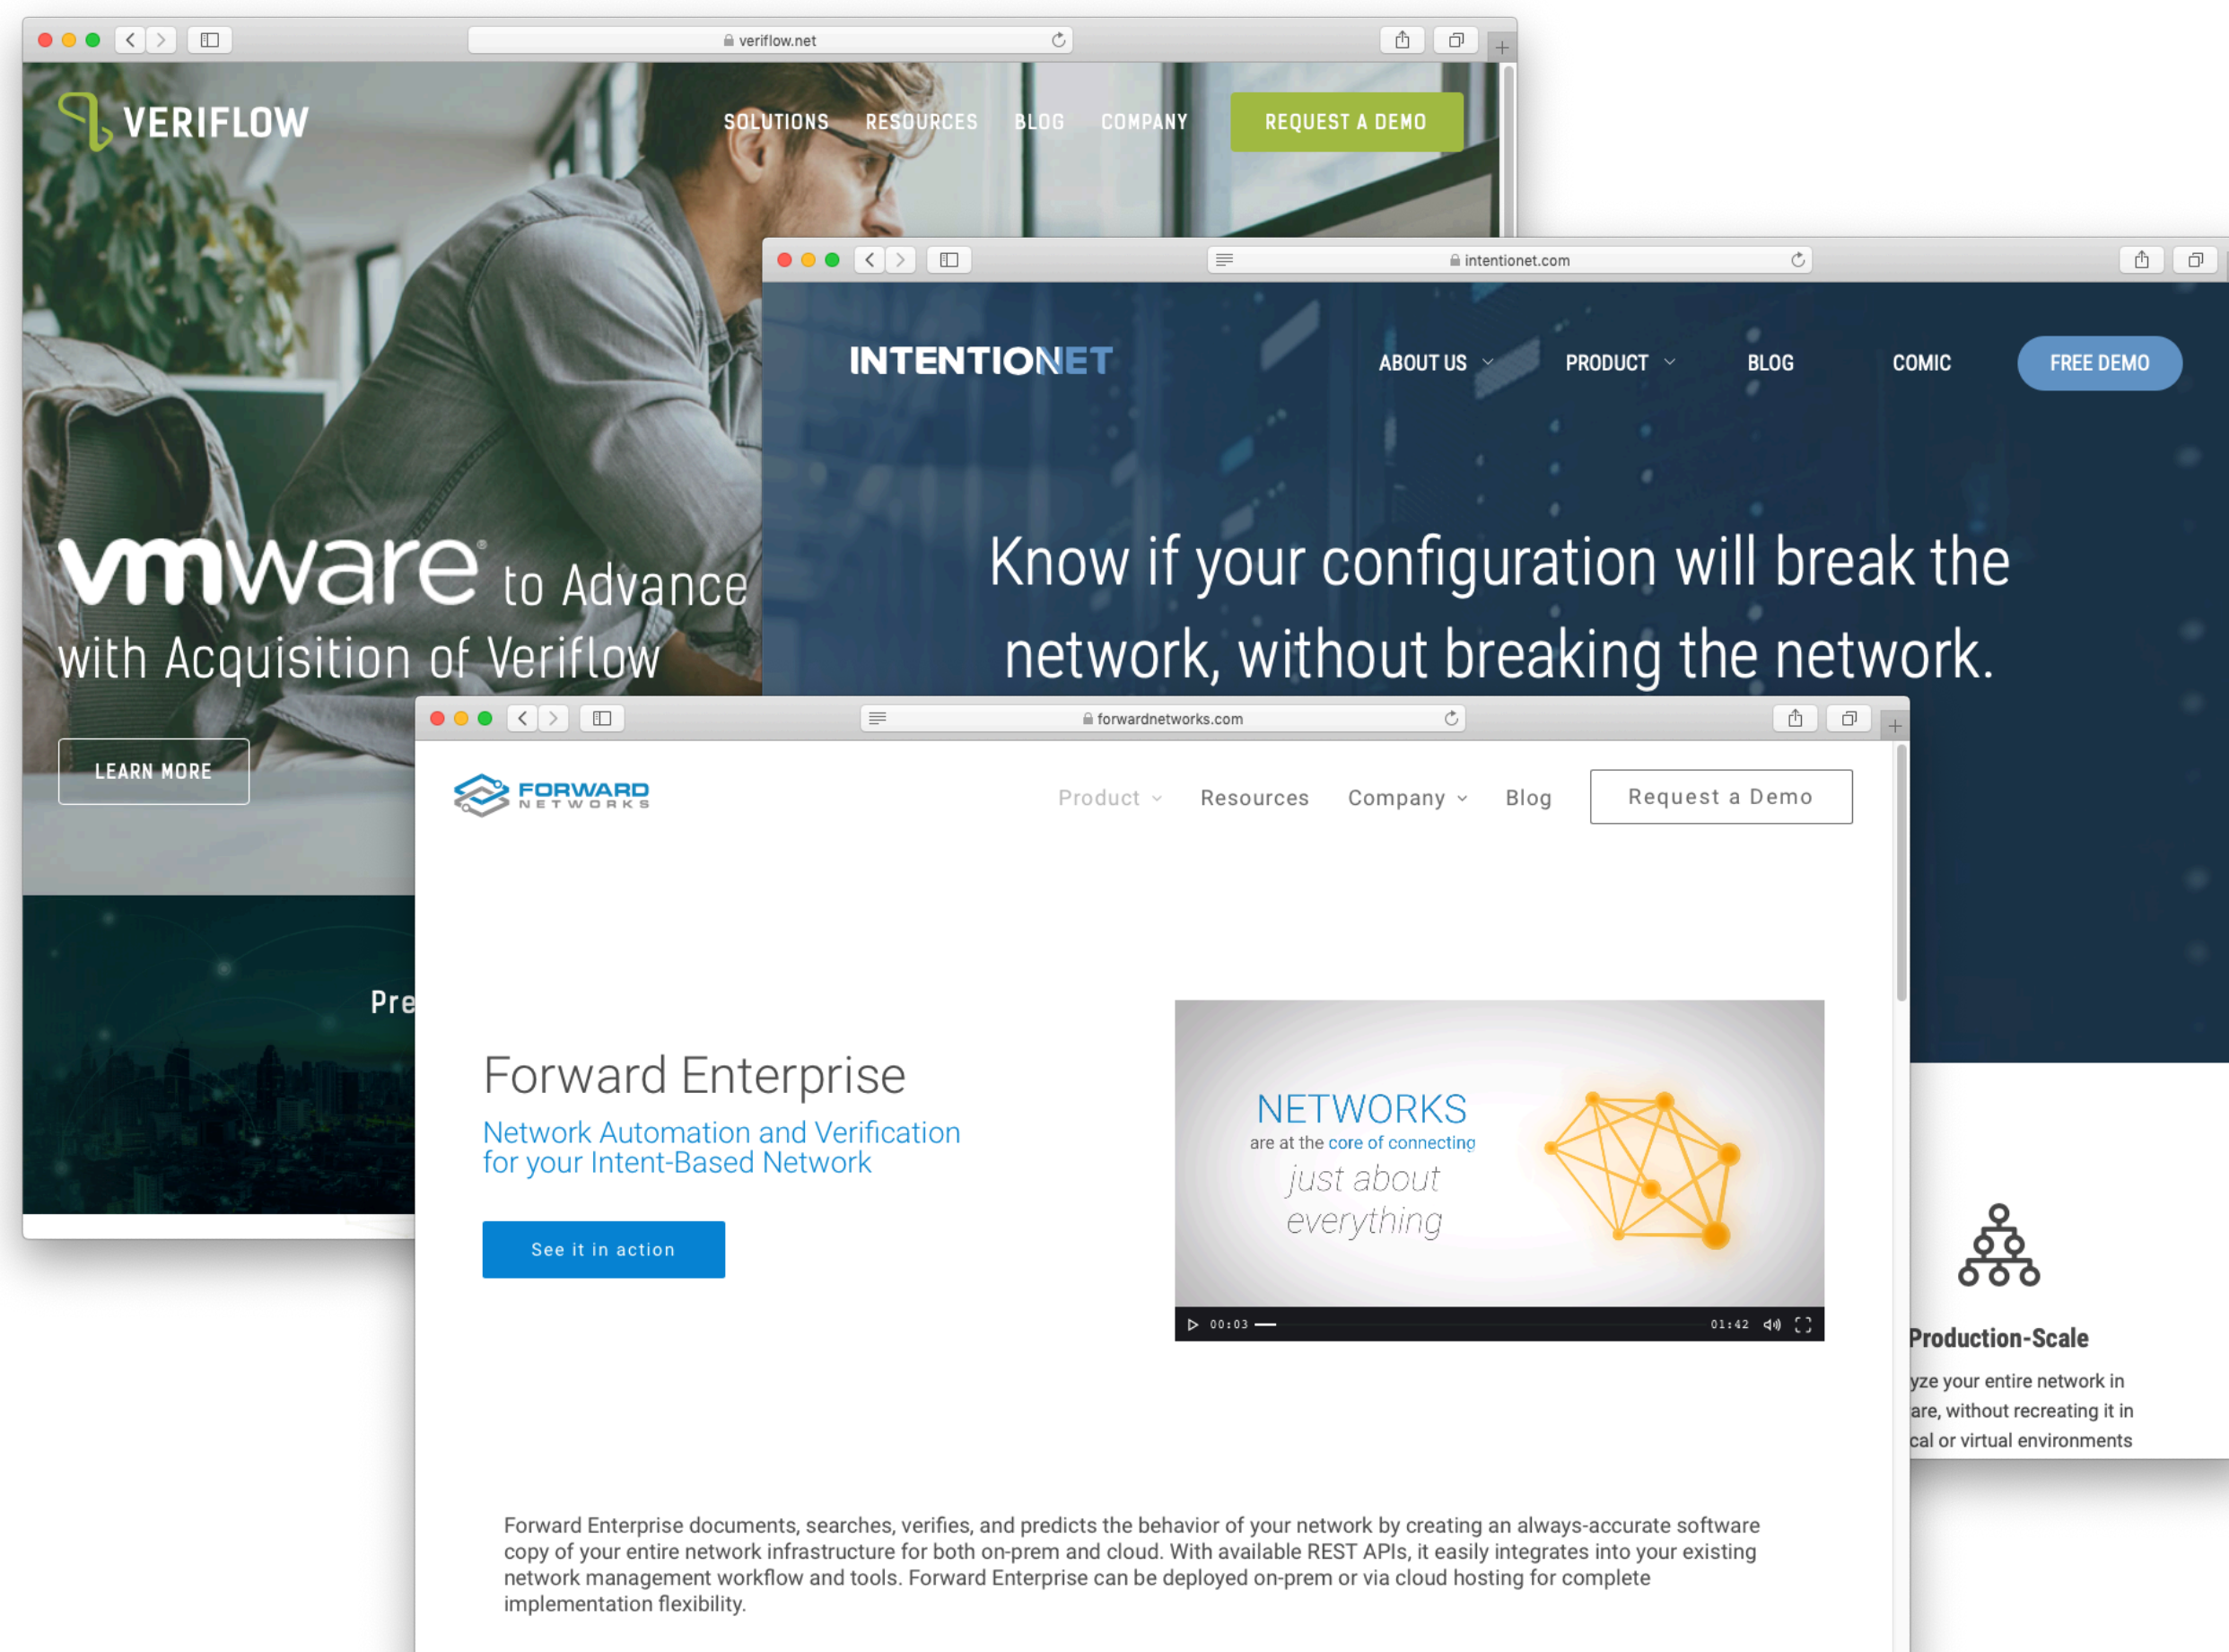 veriflow.net
VERIFLOW
SOLUTIONS RESOURCES BLOG COMPANY REQUEST A DEMO
vmware® to Advance
with Acquisition of Veriflow
LEARN MORE
intentionet.com
INTENTIONET
ABOUT US PRODUCT BLOG COMIC FREE DEMO
Know if your configuration will break the
network, without breaking the network.
Production-Scale
your entire network in
without recreating it in
or virtual environments
forwardnetworks.com
FORWARD
NETWORKS
Product Resources Company Blog Request a Demo
Forward Enterprise
Network Automation and Verification
for your Intent-Based Network
See it in action
NETWORKS
are at the core of connecting
just about
everything
00:03 01:42
Forward Enterprise documents, searches, verifies, and predicts the behavior of your network by creating an always-accurate software
copy of your entire network infrastructure for both on-prem and cloud. With available REST APIs, it easily integrates into your existing
network management workflow and tools. Forward Enterprise can be deployed on-prem or via cloud hosting for complete
implementation flexibility.